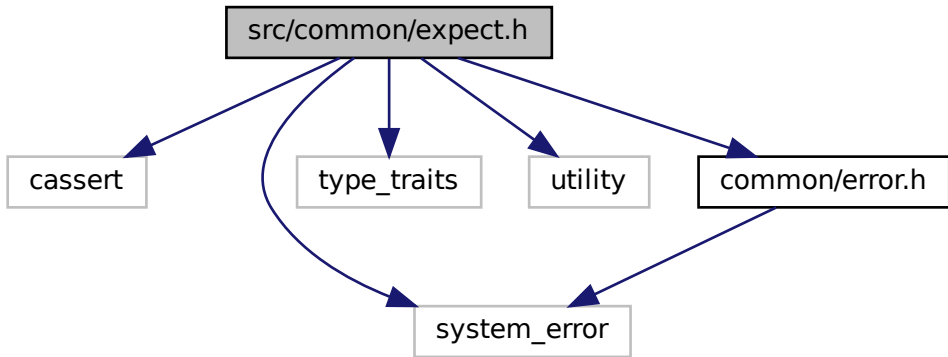 src/common/expect.h
cassert
type_traits
utility
common/error.h
system_error